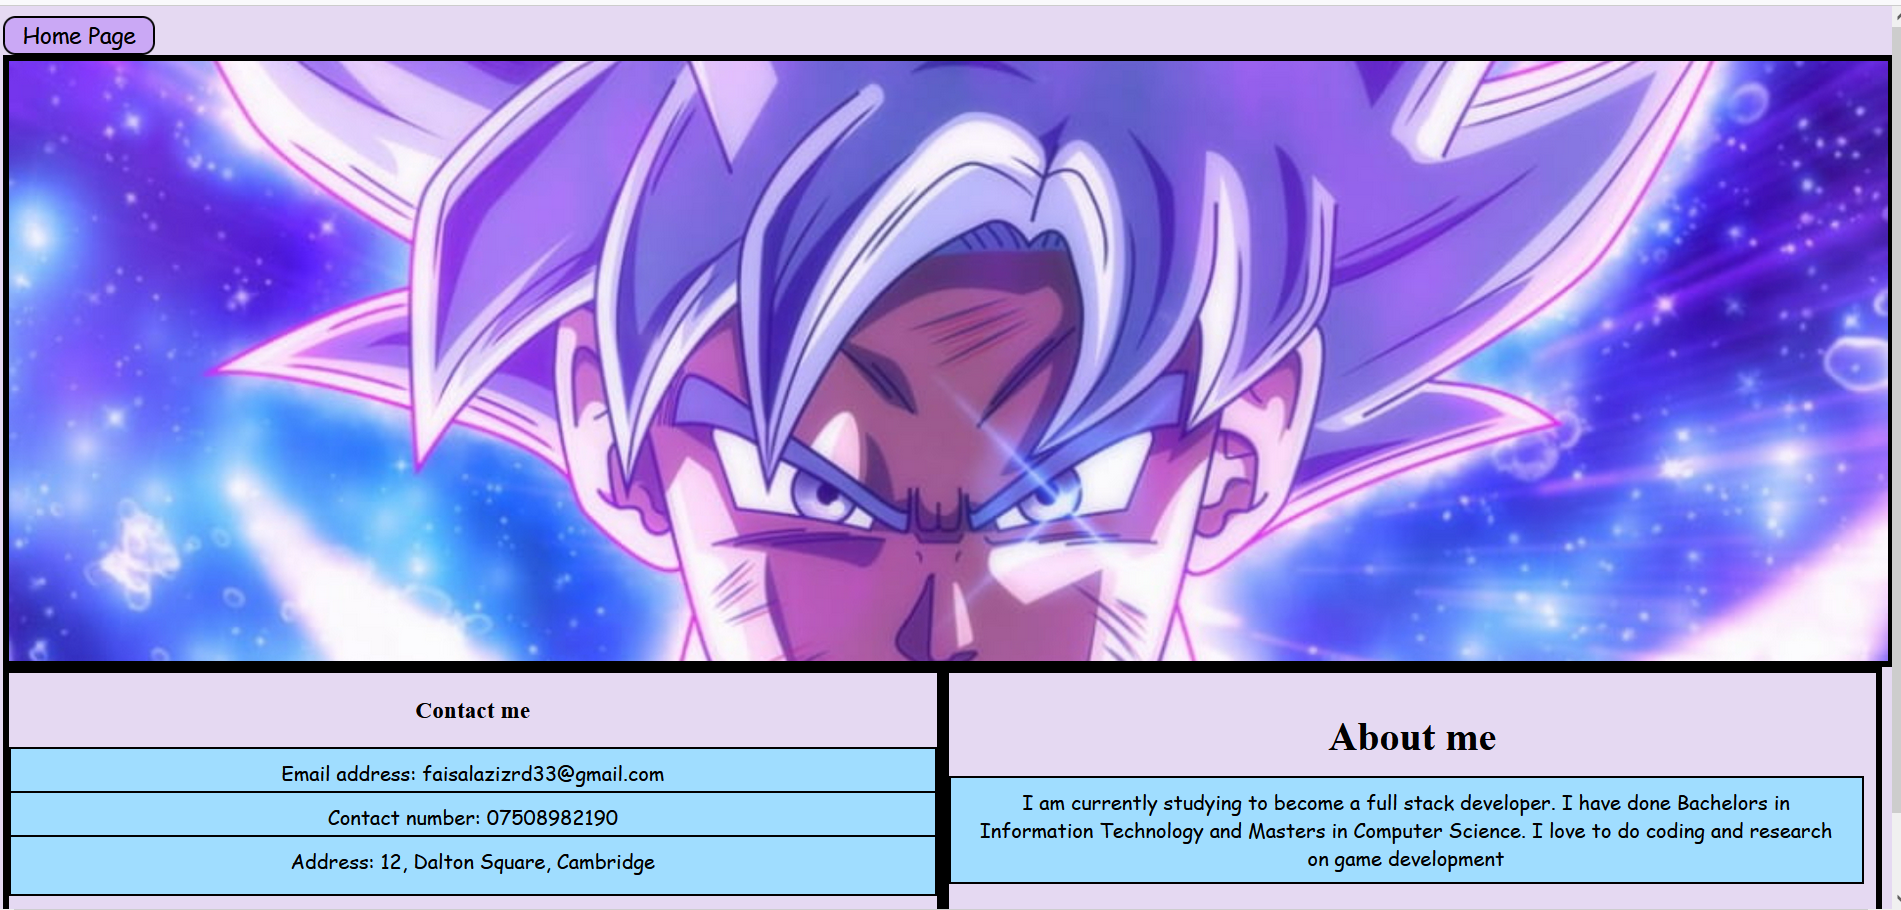 Home Page
Contact me
Email address: faisalazizrd33@gmail.com
Contact number: 07508982190
Address: 12, Dalton Square, Cambridge
About me
I am currently studying to become a full stack developer. I have done Bachelors in
Information Technology and Masters in Computer Science. I love to do coding and research
on game development